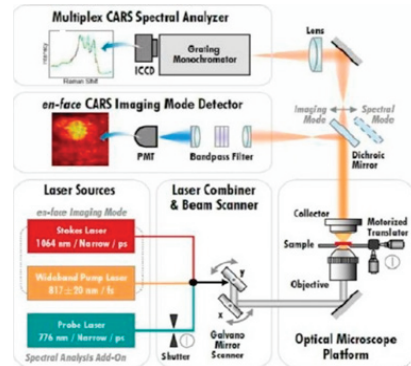 Multiplex CARS Spectral Analyzer
ICCD
Grating
Monochromator
Lens
en-face CARS Imaging Mode Detector
PMT
Bandpass Filter
Imaging
Mode
Spectral
Mode
Dichroic
Mirror
Laser Sources
en-face Imaging Mode
Stokes Laser
1064 nm / Narrow / ps
Wideband Pump Laser
817 ± 20 nm / fs
Probe Laser
776 nm / Narrow / ps
Spectral Analysis Add-On
Laser Combiner
& Beam Scanner
y
x
Shutter
Galvano
Mirror
Scanner
Collector
Motorized
Translator
Sample
Objective
Optical Microscope
Platform